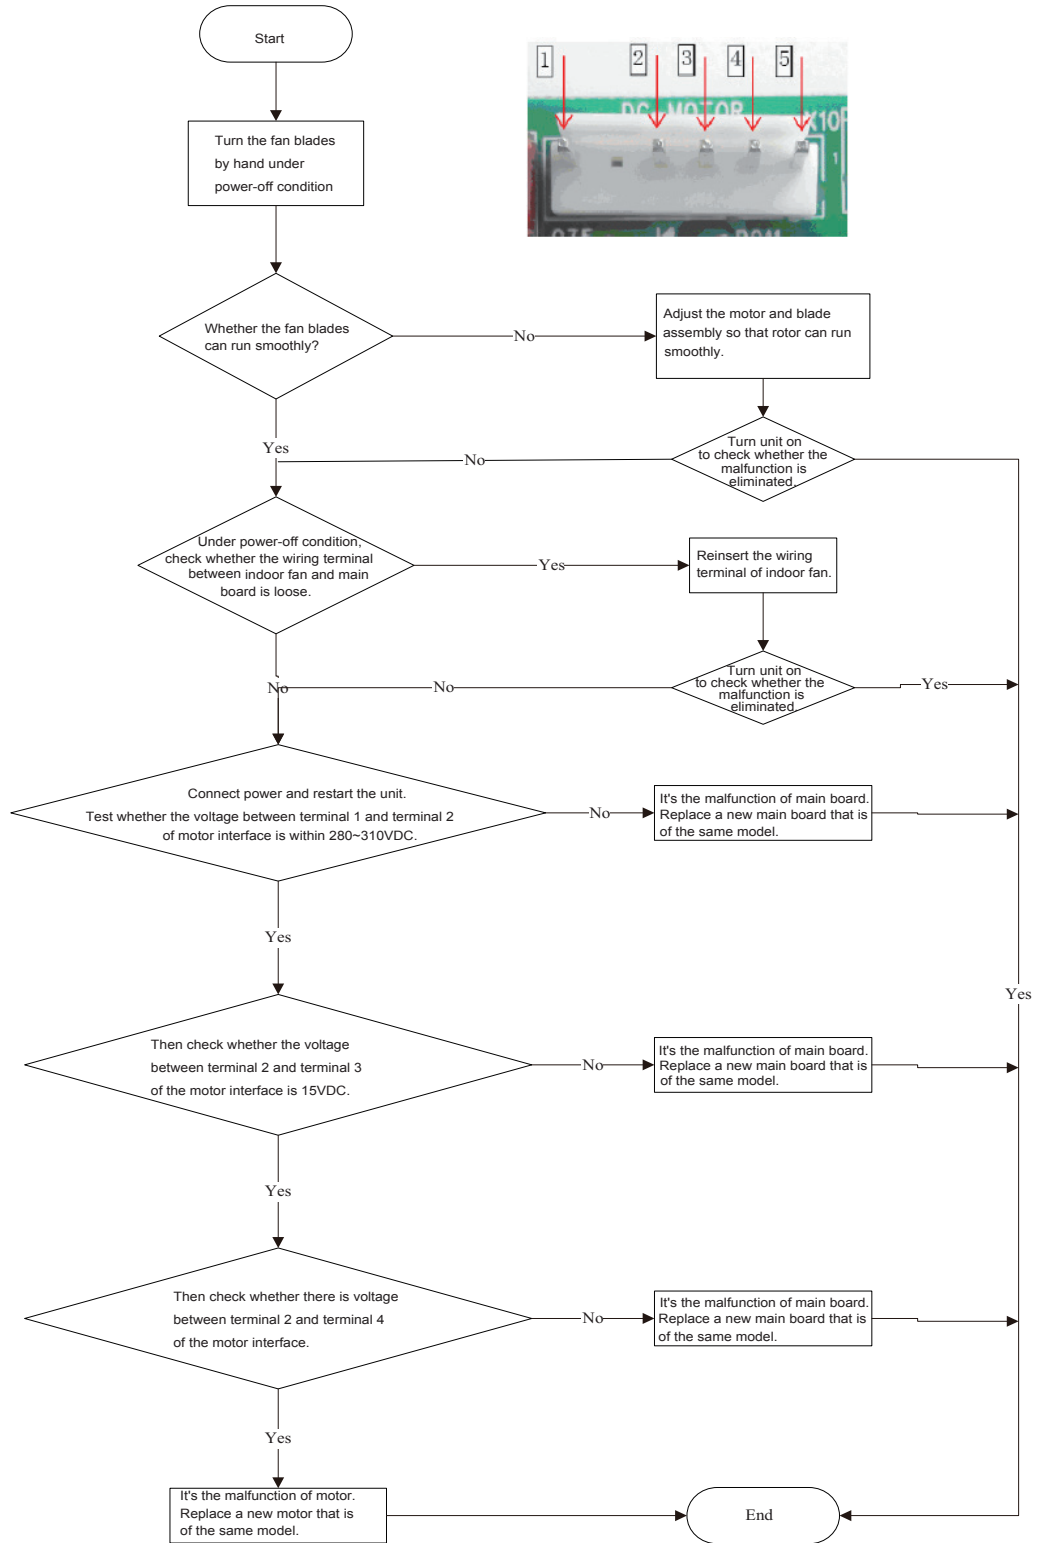 Start
1
2
3
4
5
DC-MOTOR
X10
1
Turn the fan blades
by hand under
power-off condition
Whether the fan blades
can run smoothly?
No
Adjust the motor and blade
assembly so that rotor can run
smoothly.
Yes
No
Turn unit on
to check whether the
malfunction is
eliminated.
Under power-off condition,
check whether the wiring terminal
between indoor fan and main
board is loose.
Yes
Reinsert the wiring
terminal of indoor fan.
No
No
Turn unit on
to check whether the
malfunction is
eliminated.
Yes
Connect power and restart the unit.
Test whether the voltage between terminal 1 and terminal 2
of motor interface is within 280~310VDC.
No
It's the malfunction of main board.
Replace a new main board that is
of the same model.
Yes
Yes
Then check whether the voltage
between terminal 2 and terminal 3
of the motor interface is 15VDC.
No
It's the malfunction of main board.
Replace a new main board that is
of the same model.
Yes
Then check whether there is voltage
between terminal 2 and terminal 4
of the motor interface.
No
It's the malfunction of main board.
Replace a new main board that is
of the same model.
Yes
It's the malfunction of motor.
Replace a new motor that is
of the same model.
End